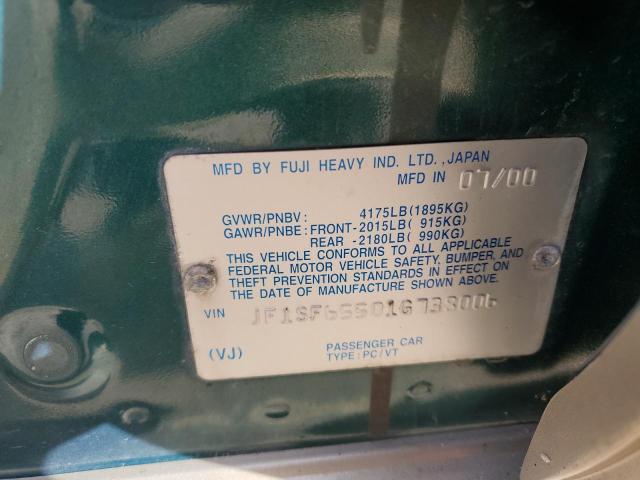 MFD BY FUJI HEAVY IND. LTD.,JAPAN
MFD IN 07/00
GVWR/PNBV: 4175LB(1895KG)
GAWR/PNBE: FRONT-2015LB( 915KG)
REAR -2180LB( 990KG)
THIS VEHICLE CONFORMS TO ALL APPLICABLE
FEDERAL MOTOR VEHICLE SAFETY, BUMPER, AND
THEFT PREVENTION STANDARDS IN EFFECT ON
THE DATE OF MANUFACTURE SHOWN ABOVE.
VIN JF1SF65501G738006
(VJ) PASSENGER CAR
TYPE:PC/VT